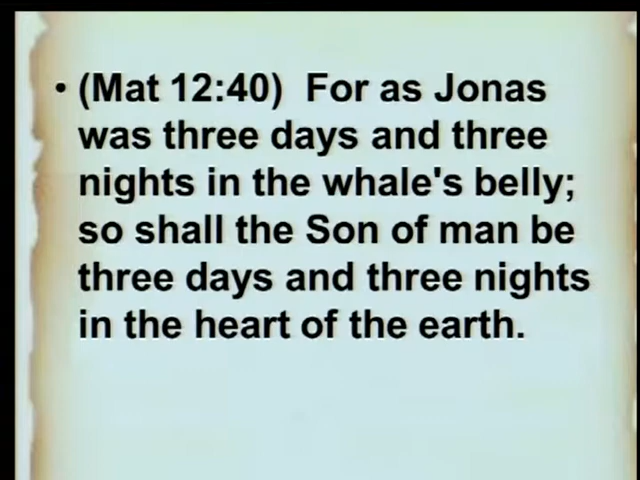 • (Mat 12:40)  For as Jonas
was three days and three
nights in the whale's belly;
so shall the Son of man be
three days and three nights
in the heart of the earth.